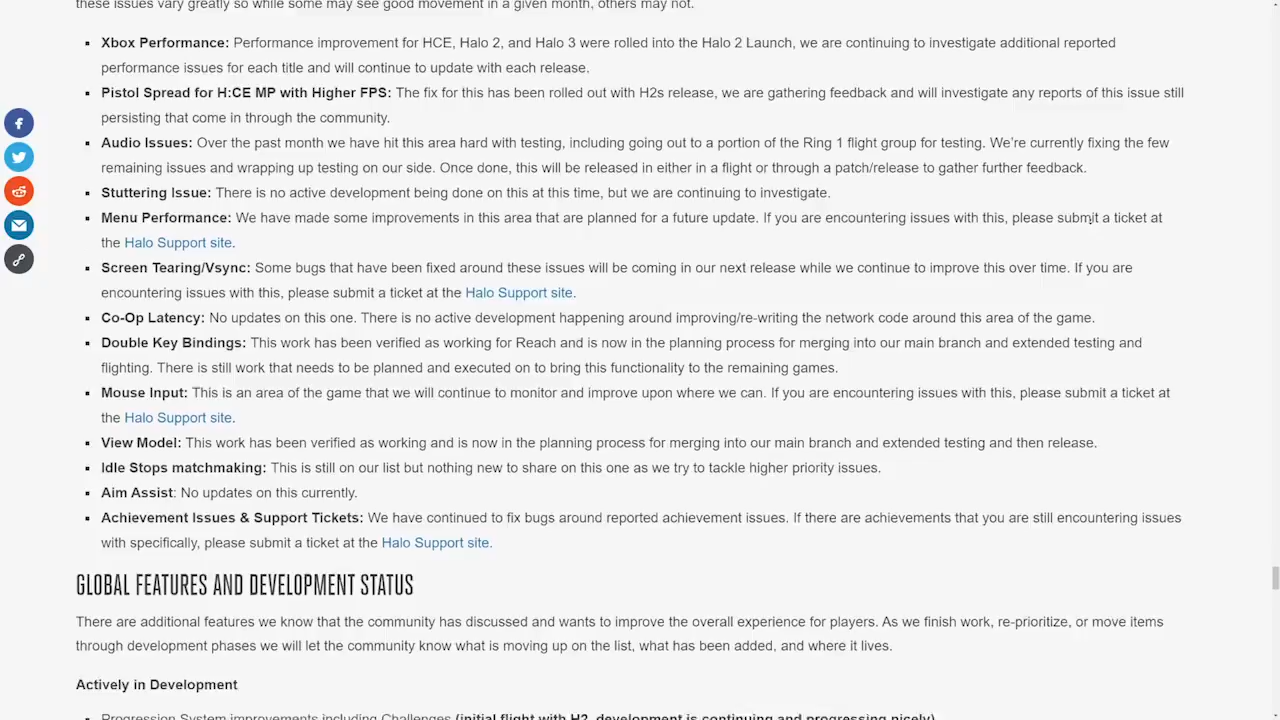 these issues vary greatly so while some may see good movement in a given month, others may not.
Xbox Performance: Performance improvement for HCE, Halo 2, and Halo 3 were rolled into the Halo 2 Launch, we are continuing to investigate additional reported
performance issues for each title and will continue to update with each release.
Pistol Spread for H:CE MP with Higher FPS: The fix for this has been rolled out with H2s release, we are gathering feedback and will investigate any reports of this issue still
persisting that come in through the community.
Audio Issues: Over the past month we have hit this area hard with testing, including going out to a portion of the Ring 1 flight group for testing. We're currently fixing the few
remaining issues and wrapping up testing on our side. Once done, this will be released in either in a flight or through a patch/release to gather further feedback.
Stuttering Issue: There is no active development being done on this at this time, but we are continuing to investigate.
Menu Performance: We have made some improvements in this area that are planned for a future update. If you are encountering issues with this, please submit a ticket at
the Halo Support site.
Screen Tearing/Vsync: Some bugs that have been fixed around these issues will be coming in our next release while we continue to improve this over time. If you are
encountering issues with this, please submit a ticket at the Halo Support site.
Co-Op Latency: No updates on this one. There is no active development happening around improving/re-writing the network code around this area of the game.
Double Key Bindings: This work has been verified as working for Reach and is now in the planning process for merging into our main branch and extended testing and
flighting. There is still work that needs to be planned and executed on to bring this functionality to the remaining games.
Mouse Input: This is an area of the game that we will continue to monitor and improve upon where we can. If you are encountering issues with this, please submit a ticket at
the Halo Support site.
View Model: This work has been verified as working and is now in the planning process for merging into our main branch and extended testing and then release.
Idle Stops matchmaking: This is still on our list but nothing new to share on this one as we try to tackle higher priority issues.
Aim Assist: No updates on this currently.
Achievement Issues & Support Tickets: We have continued to fix bugs around reported achievement issues. If there are achievements that you are still encountering issues
with specifically, please submit a ticket at the Halo Support site.
GLOBAL FEATURES AND DEVELOPMENT STATUS
There are additional features we know that the community has discussed and wants to improve the overall experience for players. As we finish work, re-prioritize, or move items
through development phases we will let the community know what is moving up on the list, what has been added, and where it lives.
Actively in Development
Progression System improvements including Challenges (initial flight with H2, development is continuing and progressing nicely)